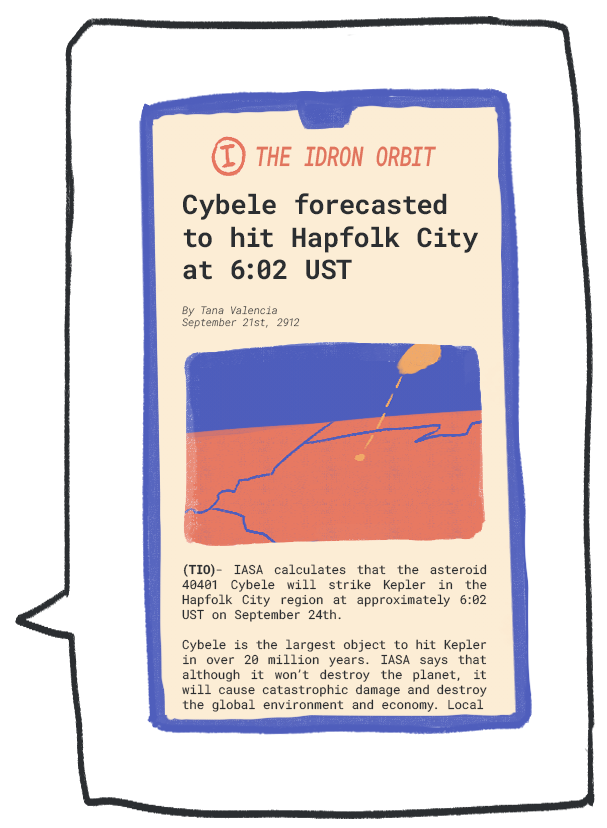 I THE IDRON ORBIT
Cybele forecasted
to hit Hapfolk City
at 6:02 UST
By Tana Valencia
September 21st, 2912
(TIO)- IASA calculates that the asteroid
40401 Cybele will strike Kepler in the
Hapfolk City region at approximately 6:02
UST on September 24th.
Cybele is the largest object to hit Kepler
in over 20 million years. IASA says that
although it won't destroy the planet, it
will cause catastrophic damage and destroy
the global environment and economy. Local